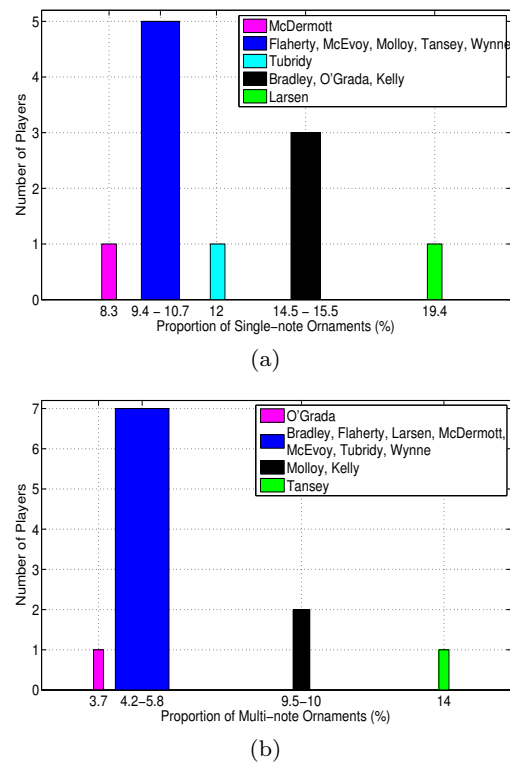 5
4
3
2
1
0
Number of Players
McDermott
Flaherty, McEvoy, Molloy, Tansey, Wynne
Tubridy
Bradley, O'Grada, Kelly
Larsen
8.3 9.4 − 10.7 12 14.5 − 15.5 19.4
Proportion of Single−note Ornaments (%)
(a)
7
6
5
4
3
2
1
0
Number of Players
O'Grada
Bradley, Flaherty, Larsen, McDermott,
McEvoy, Tubridy, Wynne
Molloy, Kelly
Tansey
3.7 4.2−5.8 9.5−10 14
Proportion of Multi−note Ornaments (%)
(b)